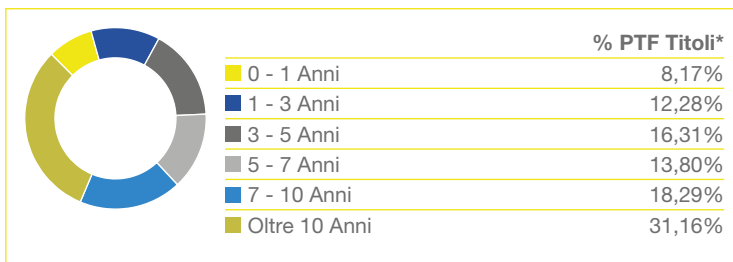 % PTF Titoli*
0 - 1 Anni 8,17%
1 - 3 Anni 12,28%
3 - 5 Anni 16,31%
5 - 7 Anni 13,80%
7 - 10 Anni 18,29%
Oltre 10 Anni 31,16%